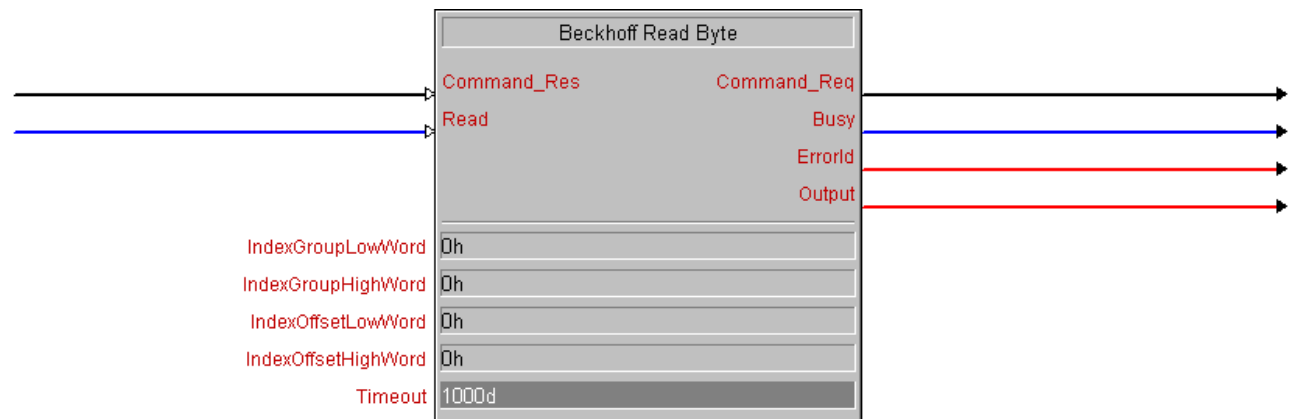 Beckhoff Read Byte
Command_Res Command_Req
Read Busy
ErrorId
Output
IndexGroupLowWord 0h
IndexGroupHighWord 0h
IndexOffsetLowWord 0h
IndexOffsetHighWord 0h
Timeout 1000d